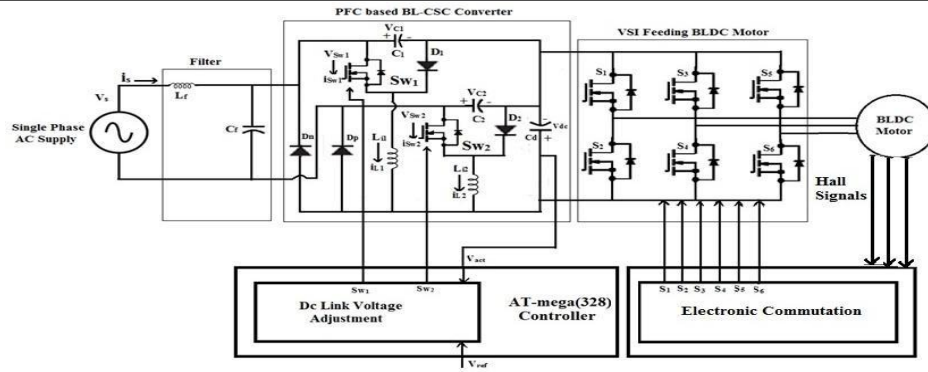 PFC based BL-CSC Converter
VSI Feeding BLDC Motor
Filter
is
Lf
Vs
Single Phase
AC Supply
Cf
VC1
+ -
C1
D1
VSw1
iSw1
Sw1
VC2
+ -
C2
D2
VSw2
iSw2
Sw2
Dn
Dp
Li1
iL1
Li2
iL2
Cd
Vdc
-
+
S1
S3
S5
S2
S4
S6
BLDC
Motor
Hall
Signals
Vact
Sw1
Sw2
Dc Link Voltage
Adjustment
Vref
AT-mega(328)
Controller
S1 S2 S3 S4 S5 S6
Electronic Commutation